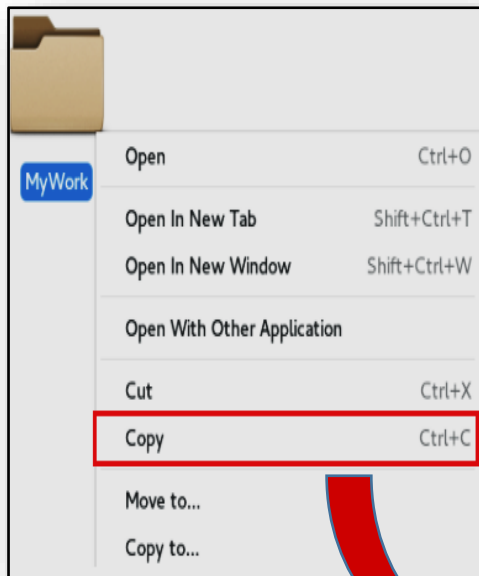 MyWork
Open Ctrl+O
Open In New Tab Shift+Ctrl+T
Open In New Window Shift+Ctrl+W
Open With Other Application
Cut Ctrl+X
Copy Ctrl+C
Move to...
Copy to...